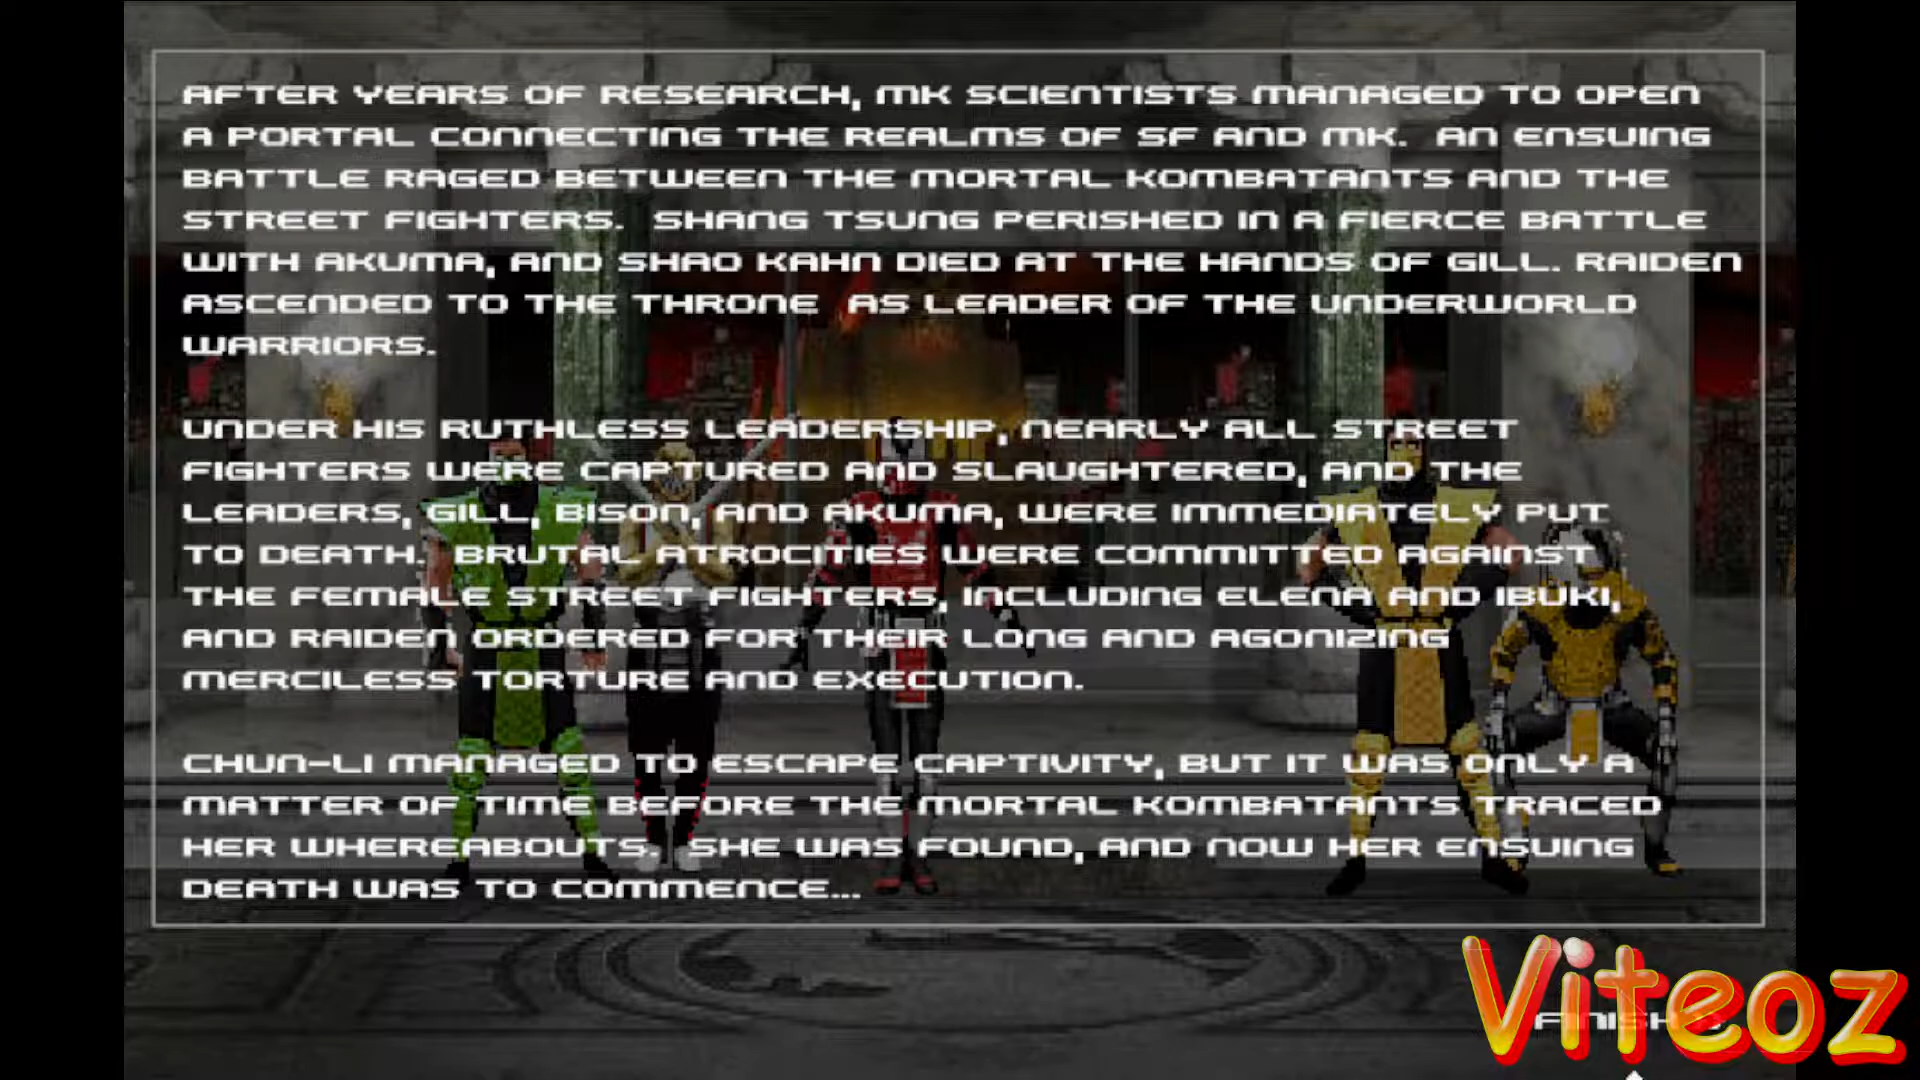 AFTER YEARS OF RESEARCH, MK SCIENTISTS MANAGED TO OPEN
A PORTAL CONNECTING THE REALMS OF SF AND MK. AN ENSUING
BATTLE RAGED BETWEEN THE MORTAL KOMBATANTS AND THE
STREET FIGHTERS. SHANG TSUNG PERISHED IN A FIERCE BATTLE
WITH AKUMA, AND SHAO KAHN DIED AT THE HANDS OF GILL. RAIDEN
ASCENDED TO THE THRONE AS LEADER OF THE UNDERWORLD
WARRIORS.
UNDER HIS RUTHLESS LEADERSHIP, NEARLY ALL STREET
FIGHTERS WERE CAPTURED AND SLAUGHTERED, AND THE
LEADERS, GILL, BISON, AND AKUMA, WERE IMMEDIATELY PUT
TO DEATH. BRUTAL ATROCITIES WERE COMMITTED AGAINST
THE FEMALE STREET FIGHTERS, INCLUDING ELENA AND IBUKI,
AND RAIDEN ORDERED FOR THEIR LONG AND AGONIZING
MERCILESS TORTURE AND EXECUTION.
CHUN-LI MANAGED TO ESCAPE CAPTIVITY, BUT IT WAS ONLY A
MATTER OF TIME BEFORE THE MORTAL KOMBATANTS TRACED
HER WHEREABOUTS. SHE WAS FOUND, AND NOW HER ENSUING
DEATH WAS TO COMMENCE...
FINISH
Viteoz